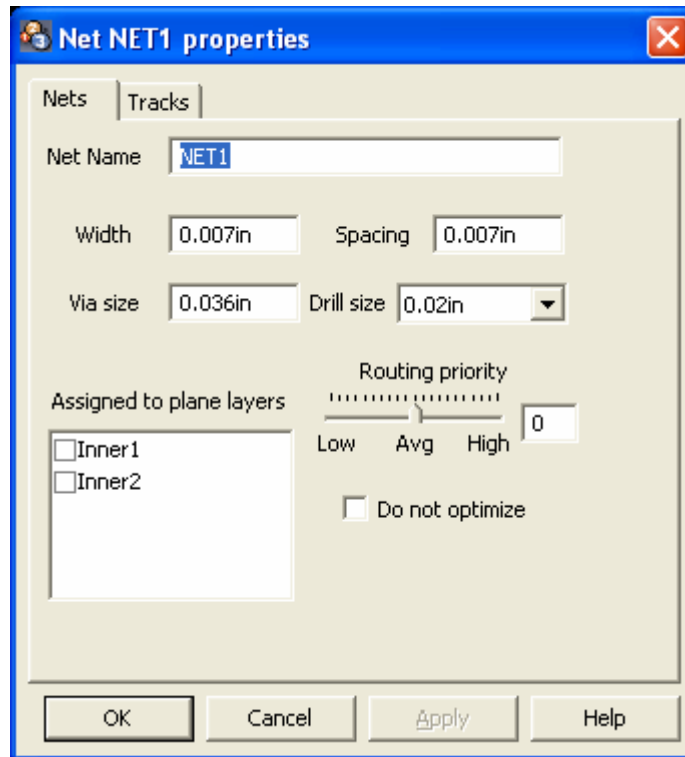 Net NET1 properties
Nets Tracks
Net Name NET1
Width 0.007in Spacing 0.007in
Via size 0.036in Drill size 0.02in
Routing priority
Assigned to plane layers
0
Low Avg High
Inner1
Inner2
Do not optimize
OK Cancel Apply Help